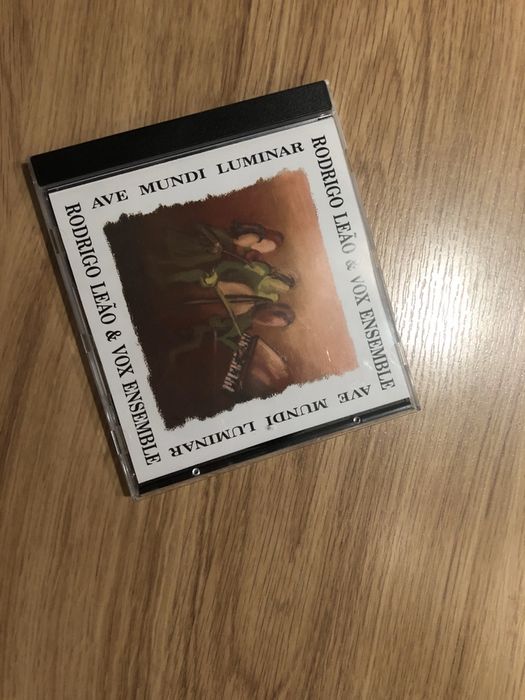 AVE MUNDI LUMINAR
RODRIGO LEÃO & VOX ENSEMBLE
RODRIGO LEÃO & VOX ENSEMBLE
AVE MUNDI LUMINAR